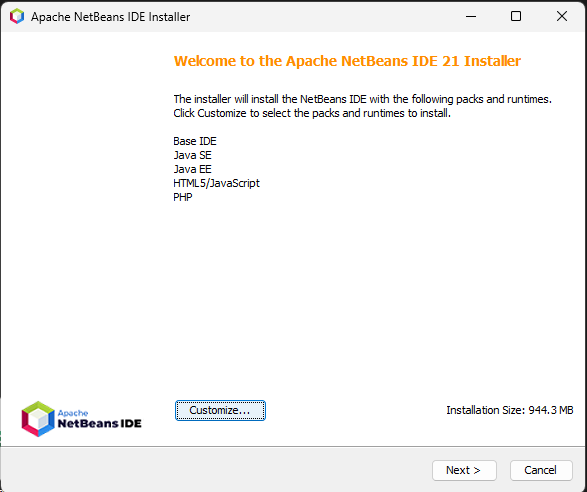 Apache NetBeans IDE Installer
Welcome to the Apache NetBeans IDE 21 Installer
The installer will install the NetBeans IDE with the following packs and runtimes.
Click Customize to select the packs and runtimes to install.
Base IDE
Java SE
Java EE
HTML5/JavaScript
PHP
Apache
NetBeans IDE
Customize...
Installation Size: 944.3 MB
Next >
Cancel